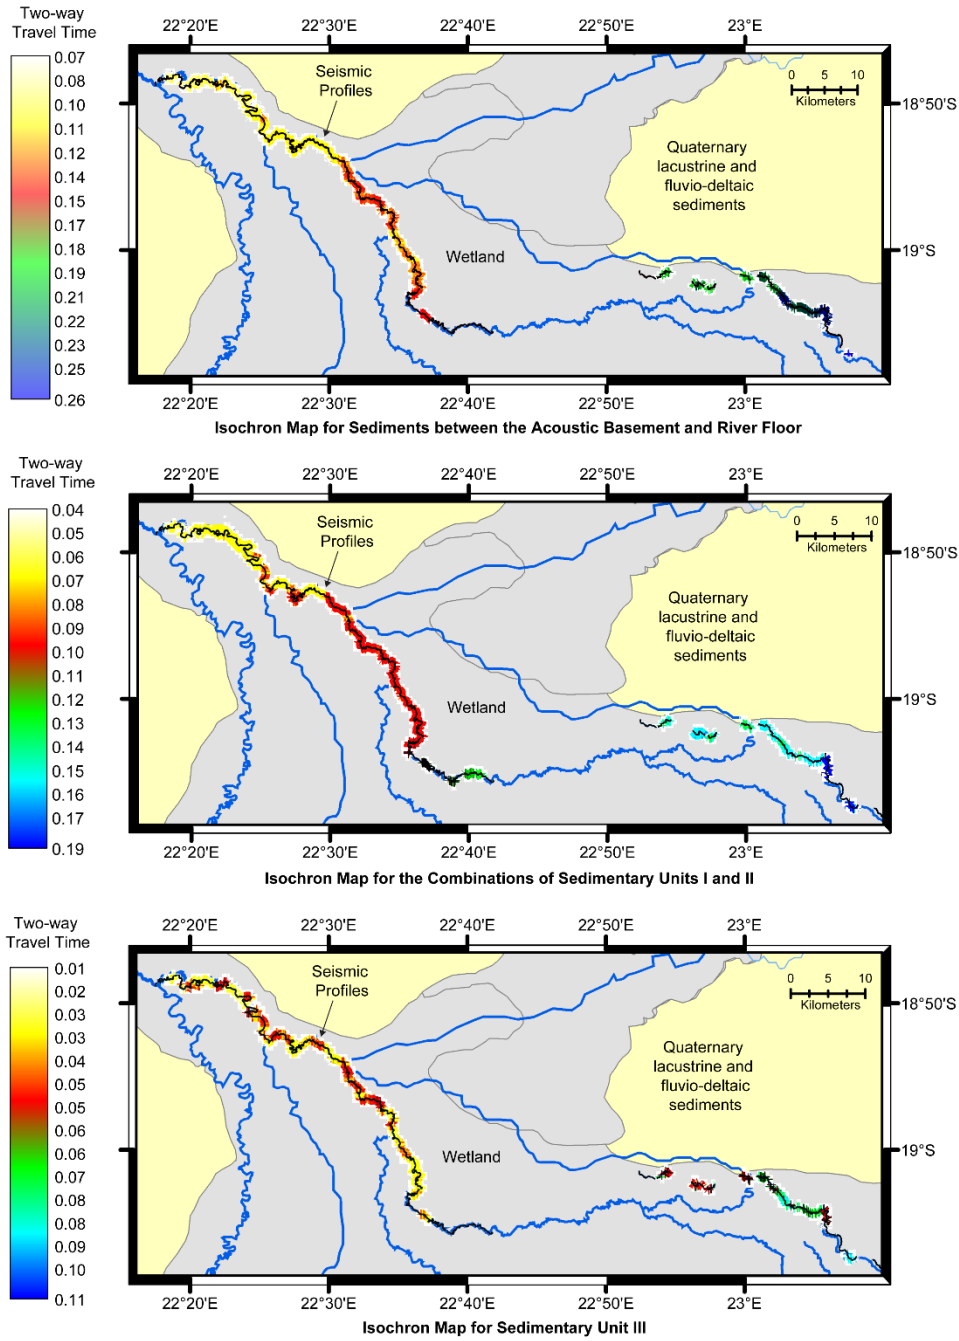 Two-way
Travel Time
22°20'E 22°30'E 22°40'E 22°50'E 23°E
0.07
0.08
0.10
0.11
0.12
0.14
0.15
0.16
0.18
0.19
0.21
0.22
0.23
0.25
0.26
Seismic
Profiles
0 5 10
Kilometers
18°50'S
Quaternary
lacustrine and
fluvio-deltaic
sediments
Wetland
19°S
22°20'E 22°30'E 22°40'E 22°50'E 23°E
Isochron Map for Sediments between the Acoustic Basement and River Floor
Two-way
Travel Time
22°20'E 22°30'E 22°40'E 22°50'E 23°E
0.04
0.05
0.06
0.07
0.08
0.09
0.10
0.11
0.12
0.13
0.14
0.15
0.16
0.17
0.19
Seismic
Profiles
0 5 10
Kilometers
18°50'S
Quaternary
lacustrine and
fluvio-deltaic
sediments
Wetland
19°S
22°20'E 22°30'E 22°40'E 22°50'E 23°E
Isochron Map for the Combinations of Sedimentary Units I and II
Two-way
Travel Time
22°20'E 22°30'E 22°40'E 22°50'E 23°E
0.01
0.02
0.03
0.03
0.04
0.05
0.05
0.06
0.07
0.07
0.08
0.09
0.09
0.10
0.11
Seismic
Profiles
0 5 10
Kilometers
18°50'S
Quaternary
lacustrine and
fluvio-deltaic
sediments
Wetland
19°S
22°20'E 22°30'E 22°40'E 22°50'E 23°E
Isochron Map for Sedimentary Unit III